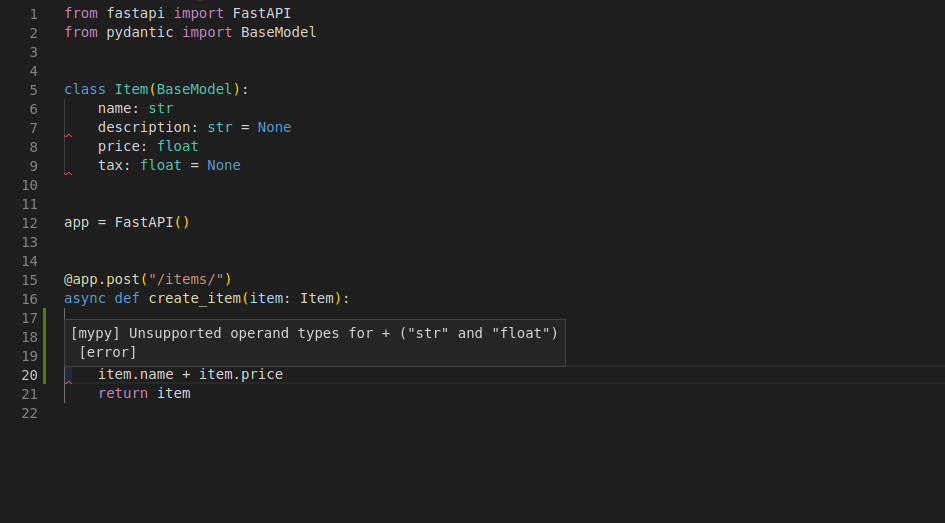 1 from fastapi import FastAPI
2 from pydantic import BaseModel
3
4
5 class Item(BaseModel):
6     name: str
7     description: str = None
8     price: float
9     tax: float = None
10
11
12 app = FastAPI()
13
14
15 @app.post("/items/")
16 async def create_item(item: Item):
17
18 [mypy] Unsupported operand types for + ("str" and "float")
19 [error]
20     item.name + item.price
21     return item
22